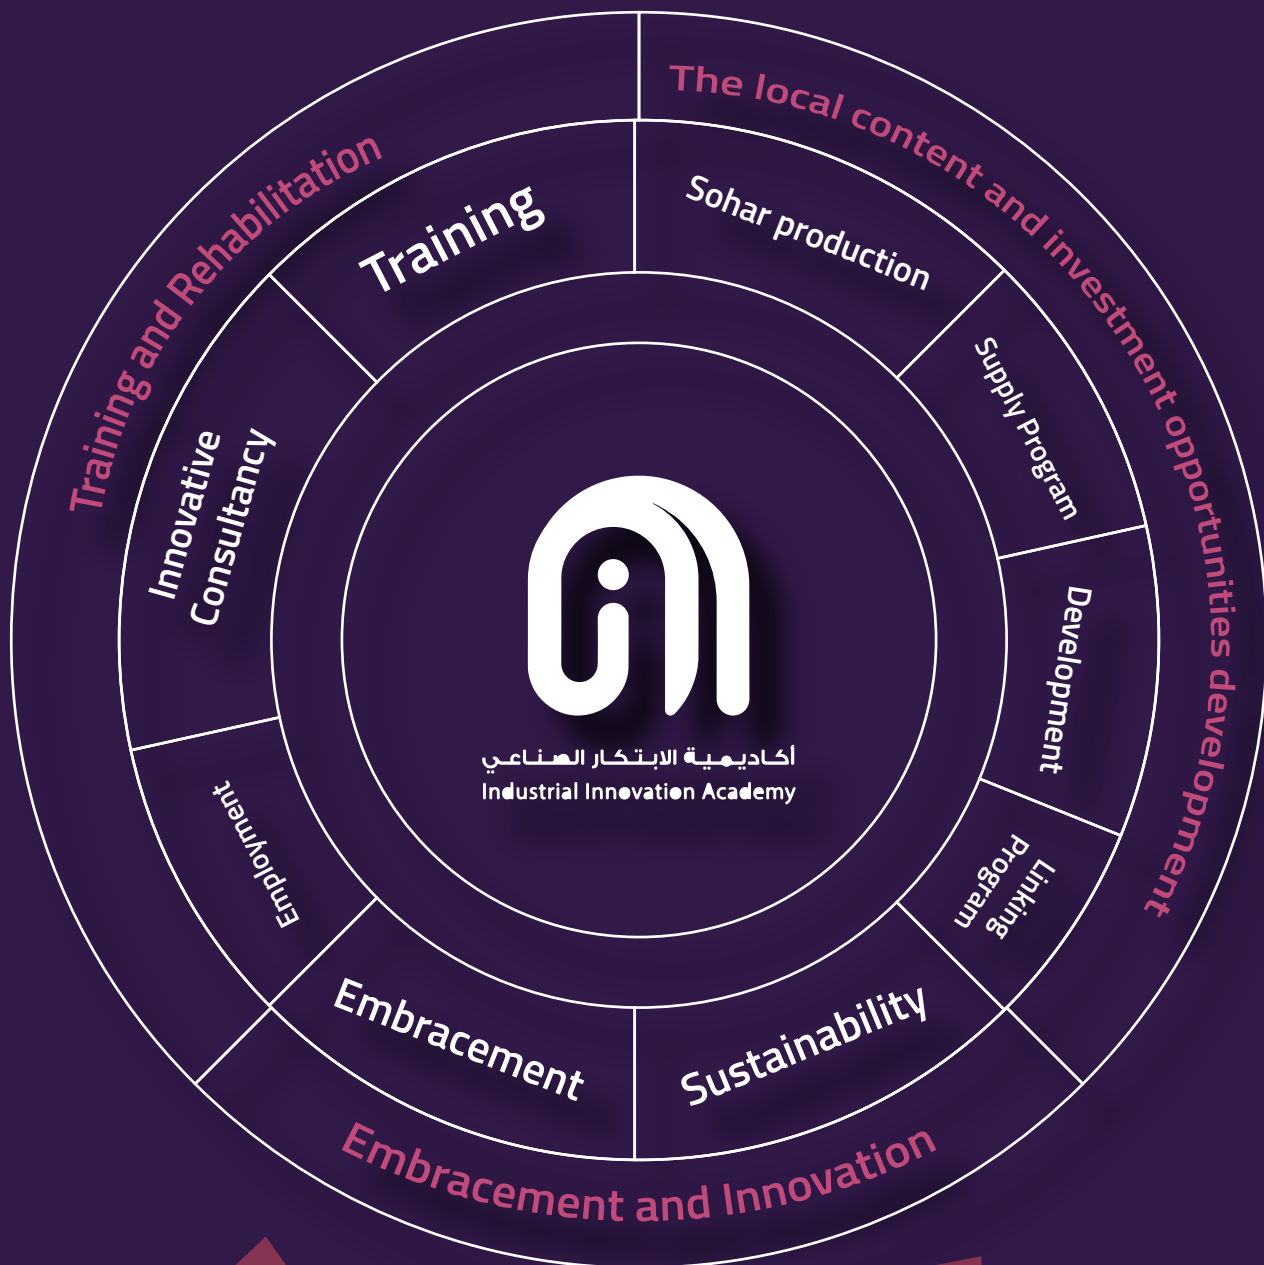 Training and Rehabilitation
The local content and investment opportunities development
Training
Sohar production
Supply Program
Innovative
Consultancy
Development
أكاديمية الابتكار الصناعي
Industrial Innovation Academy
Employment
Linking
Program
Embracement
Sustainability
Embracement and Innovation